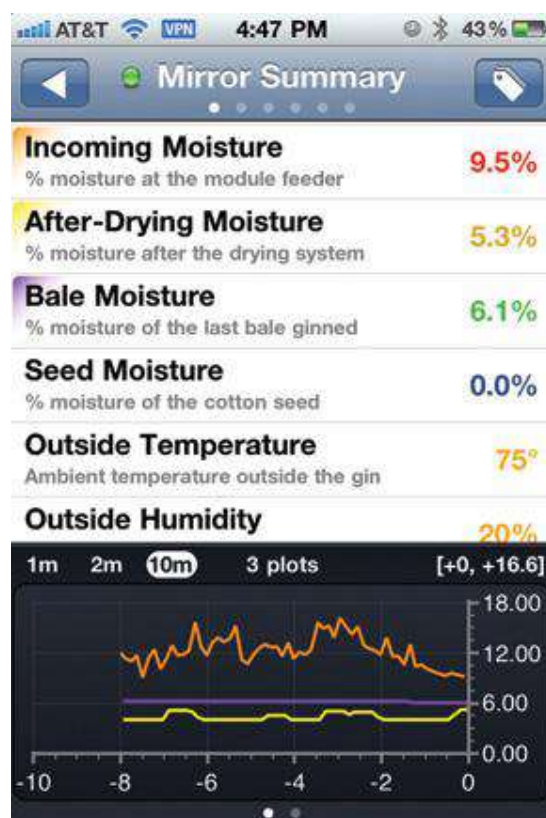 AT&T VPN 4:47 PM 43%
Mirror Summary
Incoming Moisture
% moisture at the module feeder
9.5%
After-Drying Moisture
% moisture after the drying system
5.3%
Bale Moisture
% moisture of the last bale ginned
6.1%
Seed Moisture
% moisture of the cotton seed
0.0%
Outside Temperature
Ambient temperature outside the gin
75°
Outside Humidity
20%
1m 2m 10m 3 plots [+0, +16.6]
18.00
12.00
6.00
0.00
-10 -8 -6 -4 -2 0